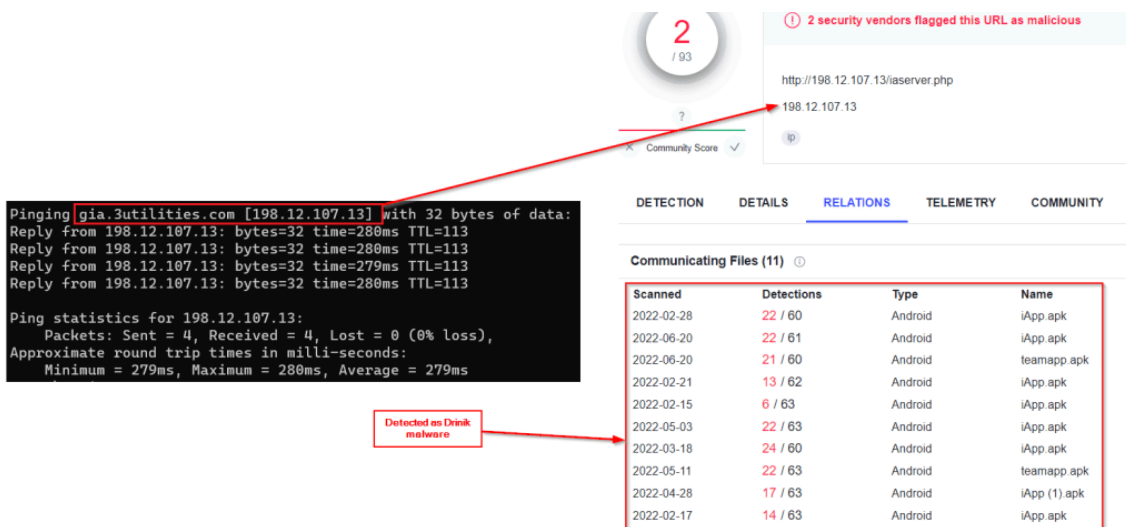 2
/ 93
?
Community Score
2 security vendors flagged this URL as malicious
http://198.12.107.13/iaserver.php
198.12.107.13
ip
Pinging gia.3utilities.com [198.12.107.13] with 32 bytes of data:
Reply from 198.12.107.13: bytes=32 time=280ms TTL=113
Reply from 198.12.107.13: bytes=32 time=280ms TTL=113
Reply from 198.12.107.13: bytes=32 time=279ms TTL=113
Reply from 198.12.107.13: bytes=32 time=280ms TTL=113
Ping statistics for 198.12.107.13:
Packets: Sent = 4, Received = 4, Lost = 0 (0% loss),
Approximate round trip times in milli-seconds:
Minimum = 279ms, Maximum = 280ms, Average = 279ms
Detected as Drinik
malware
DETECTION DETAILS RELATIONS TELEMETRY COMMUNITY
Communicating Files (11)
Scanned Detections Type Name
2022-02-28 22 / 60 Android iApp.apk
2022-06-20 22 / 61 Android iApp.apk
2022-06-20 21 / 60 Android teamapp.apk
2022-02-21 13 / 62 Android iApp.apk
2022-02-15 6 / 63 Android iApp.apk
2022-05-03 22 / 63 Android iApp.apk
2022-03-18 24 / 60 Android iApp.apk
2022-05-11 22 / 63 Android teamapp.apk
2022-04-28 17 / 63 Android iApp (1).apk
2022-02-17 14 / 63 Android iApp.apk